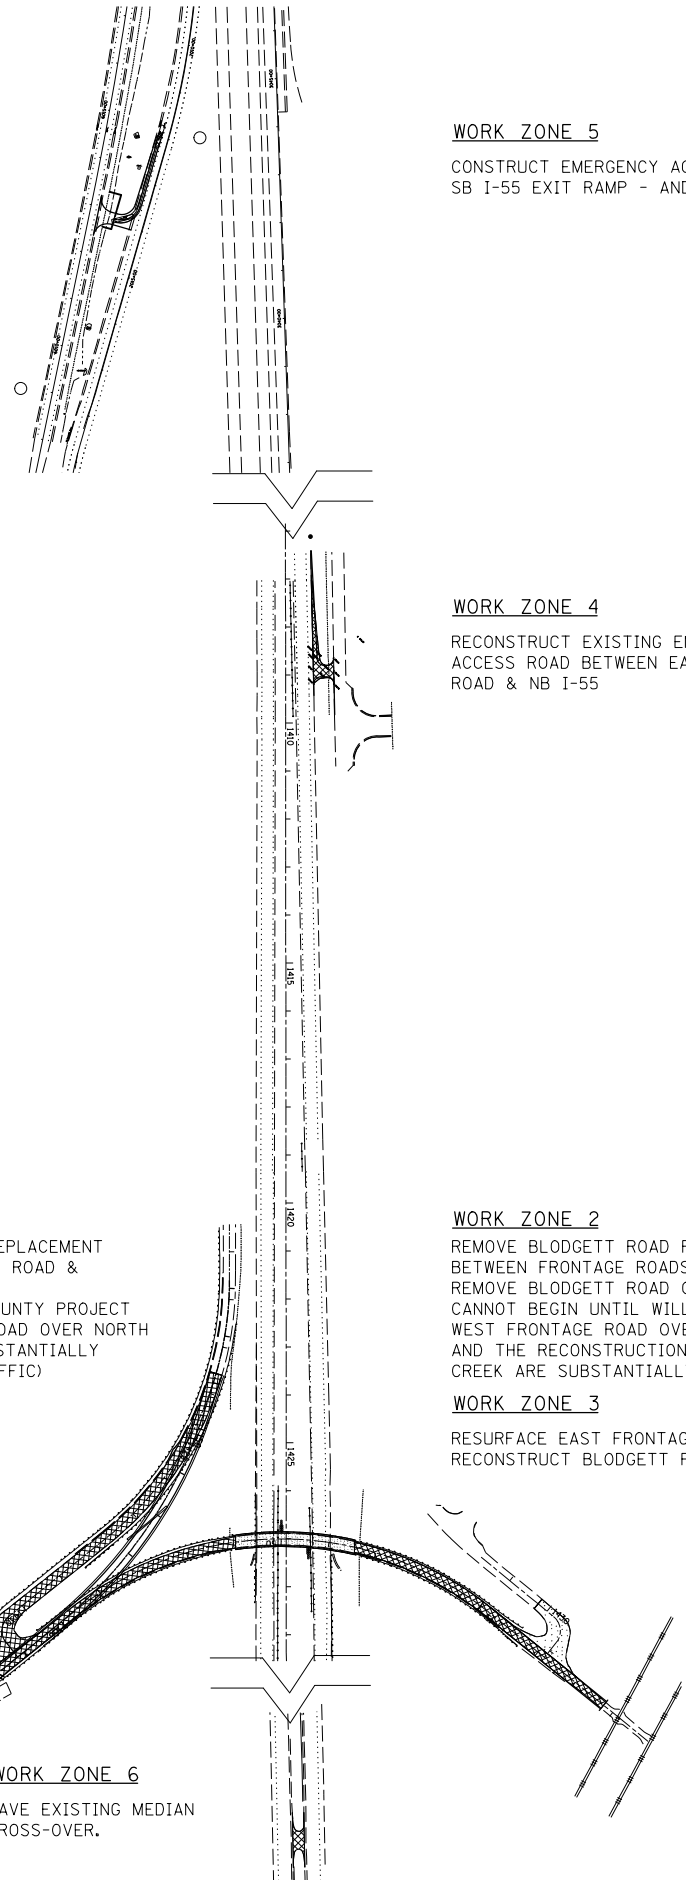 WORK ZONE 5
CONSTRUCT EMERGENCY
SB I-55 EXIT RAMP - AND
WORK ZONE 4
RECONSTRUCT EXISTING
ACCESS ROAD BETWEEN
ROAD & NB I-55
1410
1415
1420
1425
EPLACEMENT
ROAD &
UNTY PROJECT
OAD OVER NORTH
STANTIALLY
FFIC)
WORK ZONE 2
REMOVE BLODGETT ROAD
BETWEEN FRONTAGE ROADS
REMOVE BLODGETT ROAD
CANNOT BEGIN UNTIL WILL
WEST FRONTAGE ROAD OVE
AND THE RECONSTRUCTION
CREEK ARE SUBSTANTIALL
WORK ZONE 3
RESURFACE EAST FRONTAG
RECONSTRUCT BLODGETT
WORK ZONE 6
AVE EXISTING MEDIAN
ROSS-OVER.